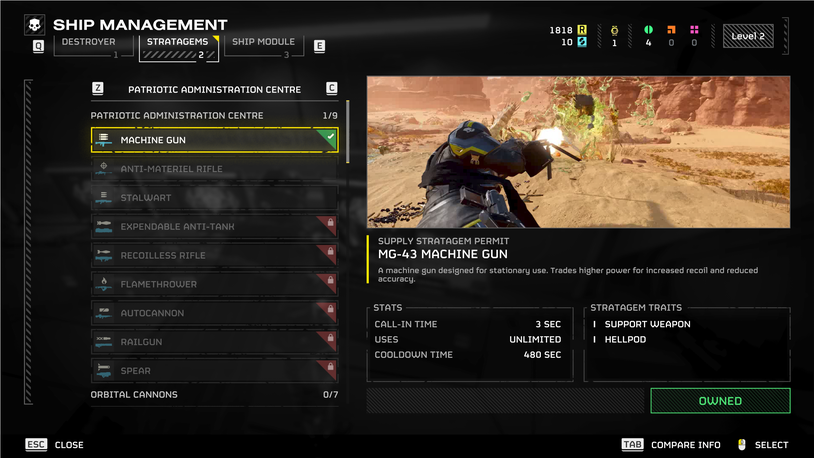 SHIP MANAGEMENT
Q
DESTROYER
1
STRATAGEMS
2
SHIP MODULE
3
E
1818 R
10 S
1
4
0
0
Level 2
Z
PATRIOTIC ADMINISTRATION CENTRE
C
PATRIOTIC ADMINISTRATION CENTRE 1/9
MACHINE GUN
ANTI-MATERIEL RIFLE
STALWART
EXPENDABLE ANTI-TANK
RECOILLESS RIFLE
FLAMETHROWER
AUTOCANNON
RAILGUN
SPEAR
ORBITAL CANNONS 0/7
SUPPLY STRATAGEM PERMIT
MG-43 MACHINE GUN
A machine gun designed for stationary use. Trades higher power for increased recoil and reduced
accuracy.
STATS
CALL-IN TIME 3 SEC
USES UNLIMITED
COOLDOWN TIME 480 SEC
STRATAGEM TRAITS
SUPPORT WEAPON
HELLPOD
OWNED
ESC CLOSE
TAB COMPARE INFO
SELECT